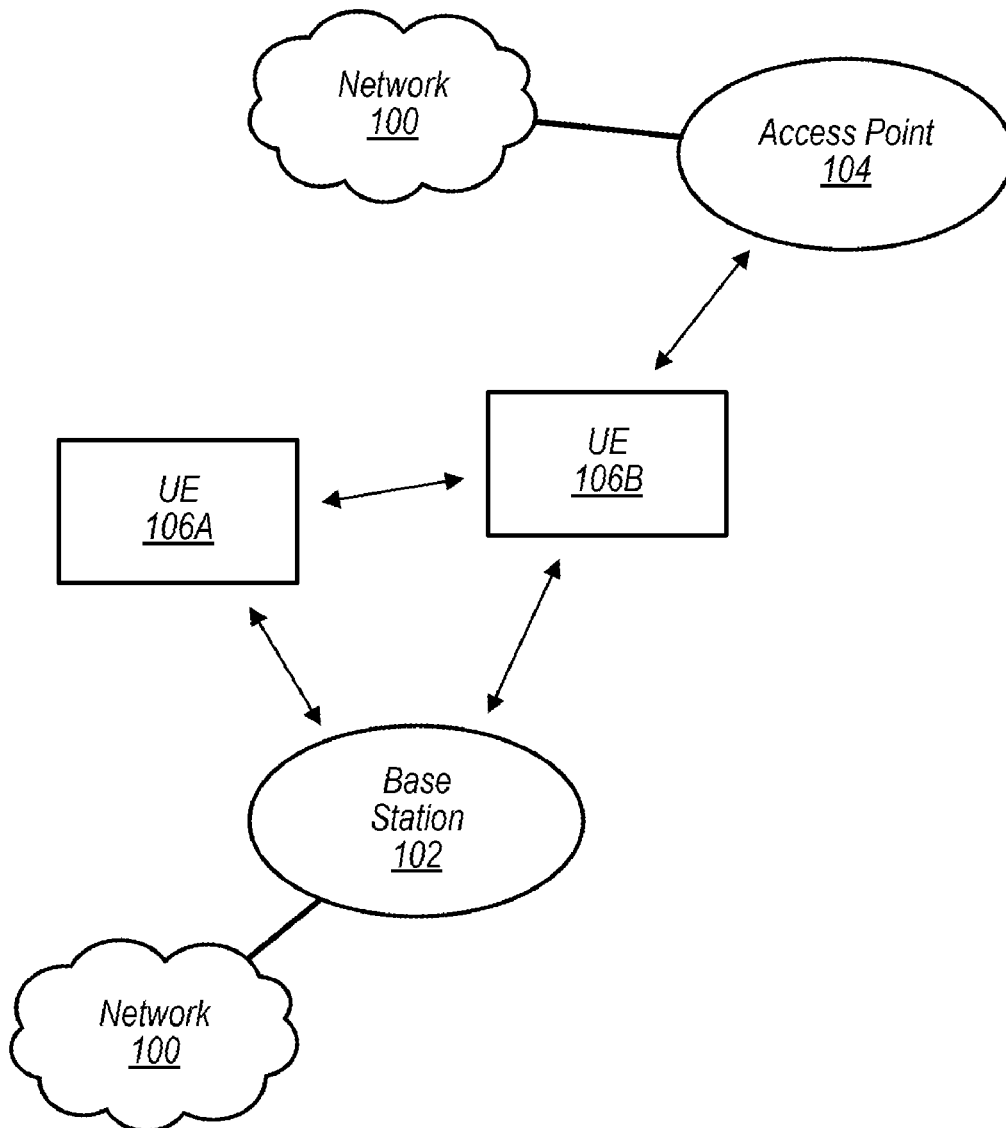 Network
100
Access Point
104
UE
106B
UE
106A
Base
Station
102
Network
100